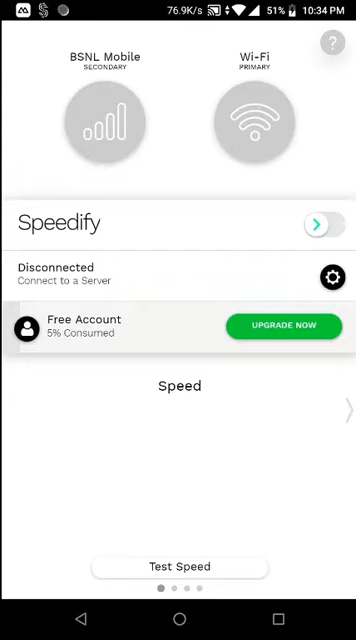 76.9K/s 51% 10:34 PM
?
BSNL Mobile
SECONDARY
Wi-Fi
PRIMARY
Speedify
Disconnected
Connect to a Server
Free Account
5% Consumed
UPGRADE NOW
Speed
Test Speed